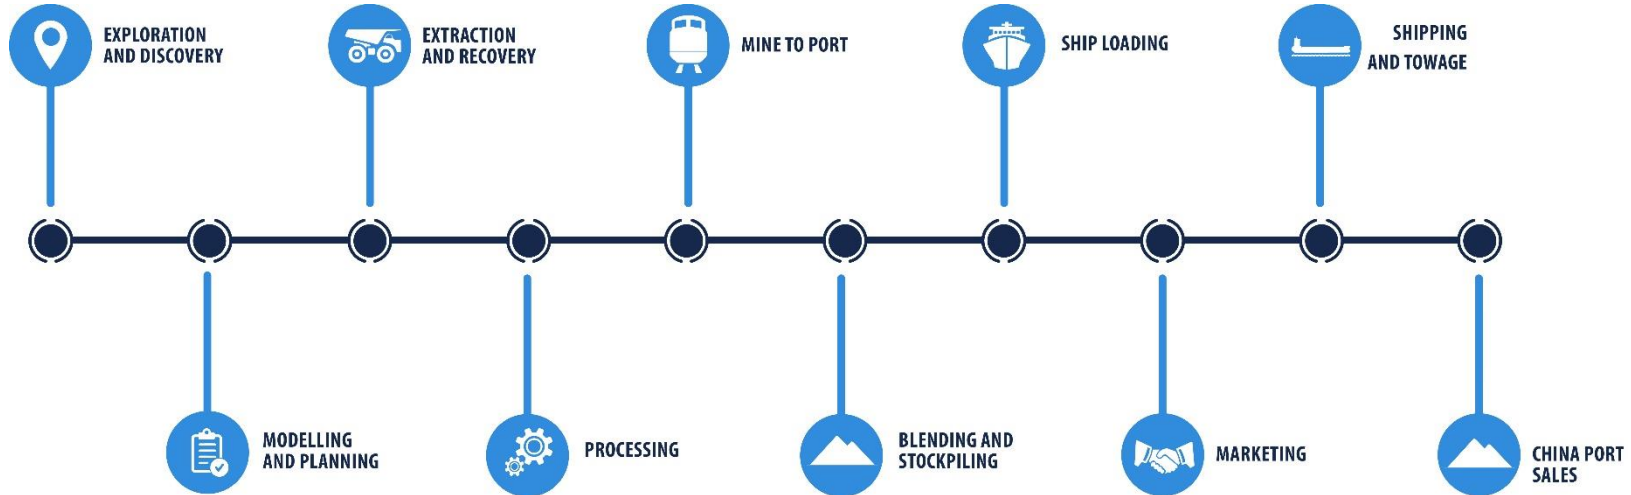 EXPLORATION
AND DISCOVERY
EXTRACTION
AND RECOVERY
MINE TO PORT
SHIP LOADING
SHIPPING
AND TOWAGE
MODELLING
AND PLANNING
PROCESSING
BLENDING AND
STOCKPILING
MARKETING
CHINA PORT
SALES